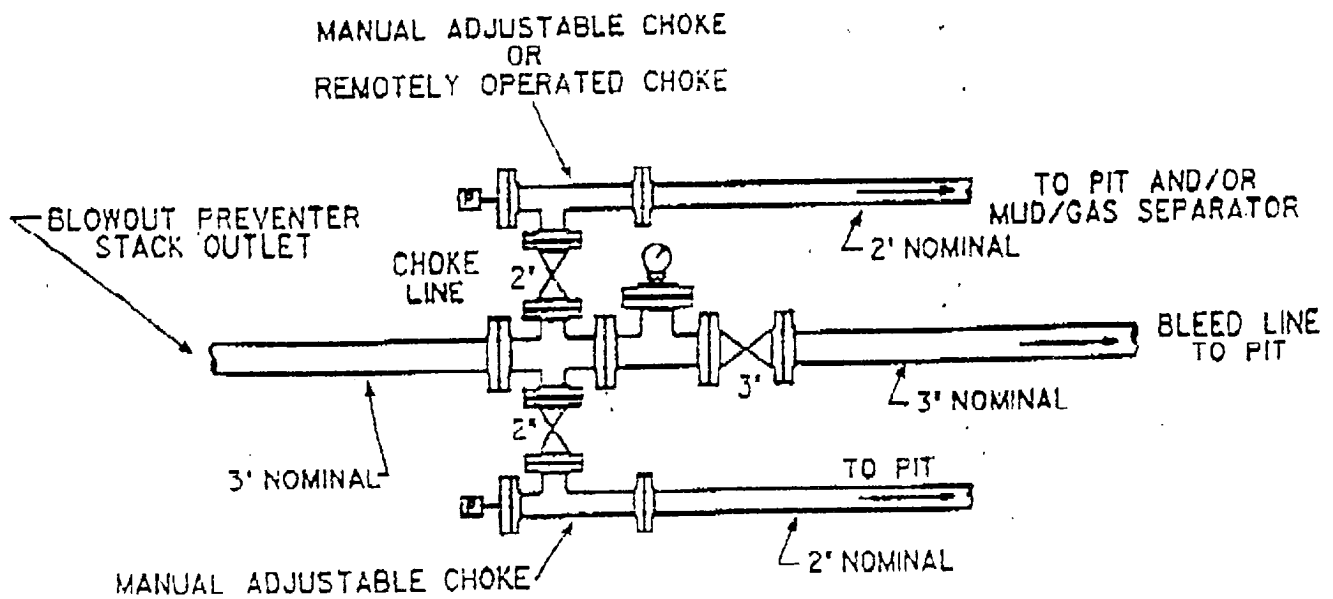 MANUAL ADJUSTABLE CHOKE
OR
REMOTELY OPERATED CHOKE
P
TO PIT AND/OR
MUD/GAS SEPARATOR
2" NOMINAL
BLOWOUT PREVENTER
STACK OUTLET
CHOKE
LINE
2"
BLEED LINE
TO PIT
3"
3" NOMINAL
2"
3" NOMINAL
TO PIT
P
2" NOMINAL
MANUAL ADJUSTABLE CHOKE